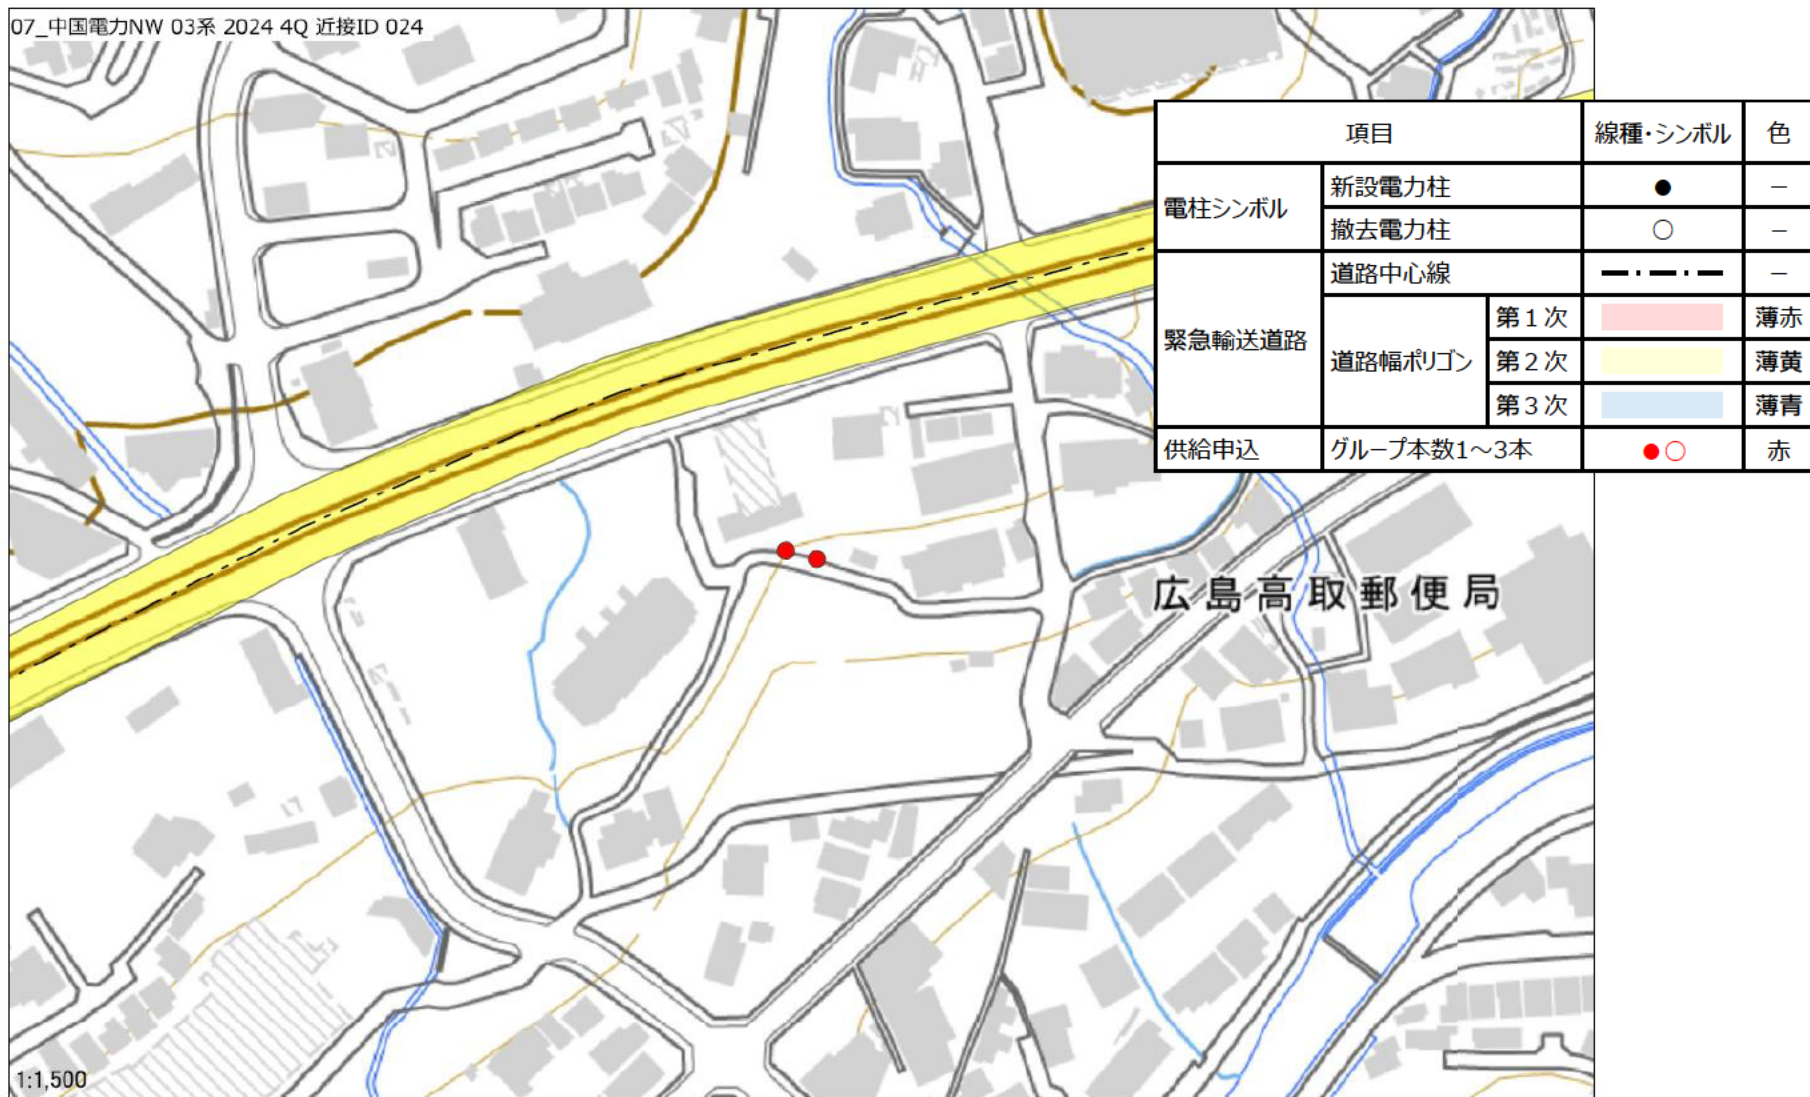 07_中国電力NW 03系 2024 4Q 近接ID 024
項目 線種・シンボル 色
電柱シンボル 新設電力柱 ● －
撤去電力柱 ○ －
緊急輸送道路 道路中心線 －
道路幅ポリゴン 第１次 薄赤
第２次 薄黄
第３次 薄青
供給申込 グループ本数1～3本 ●○ 赤
広島高取郵便局
1:1,500